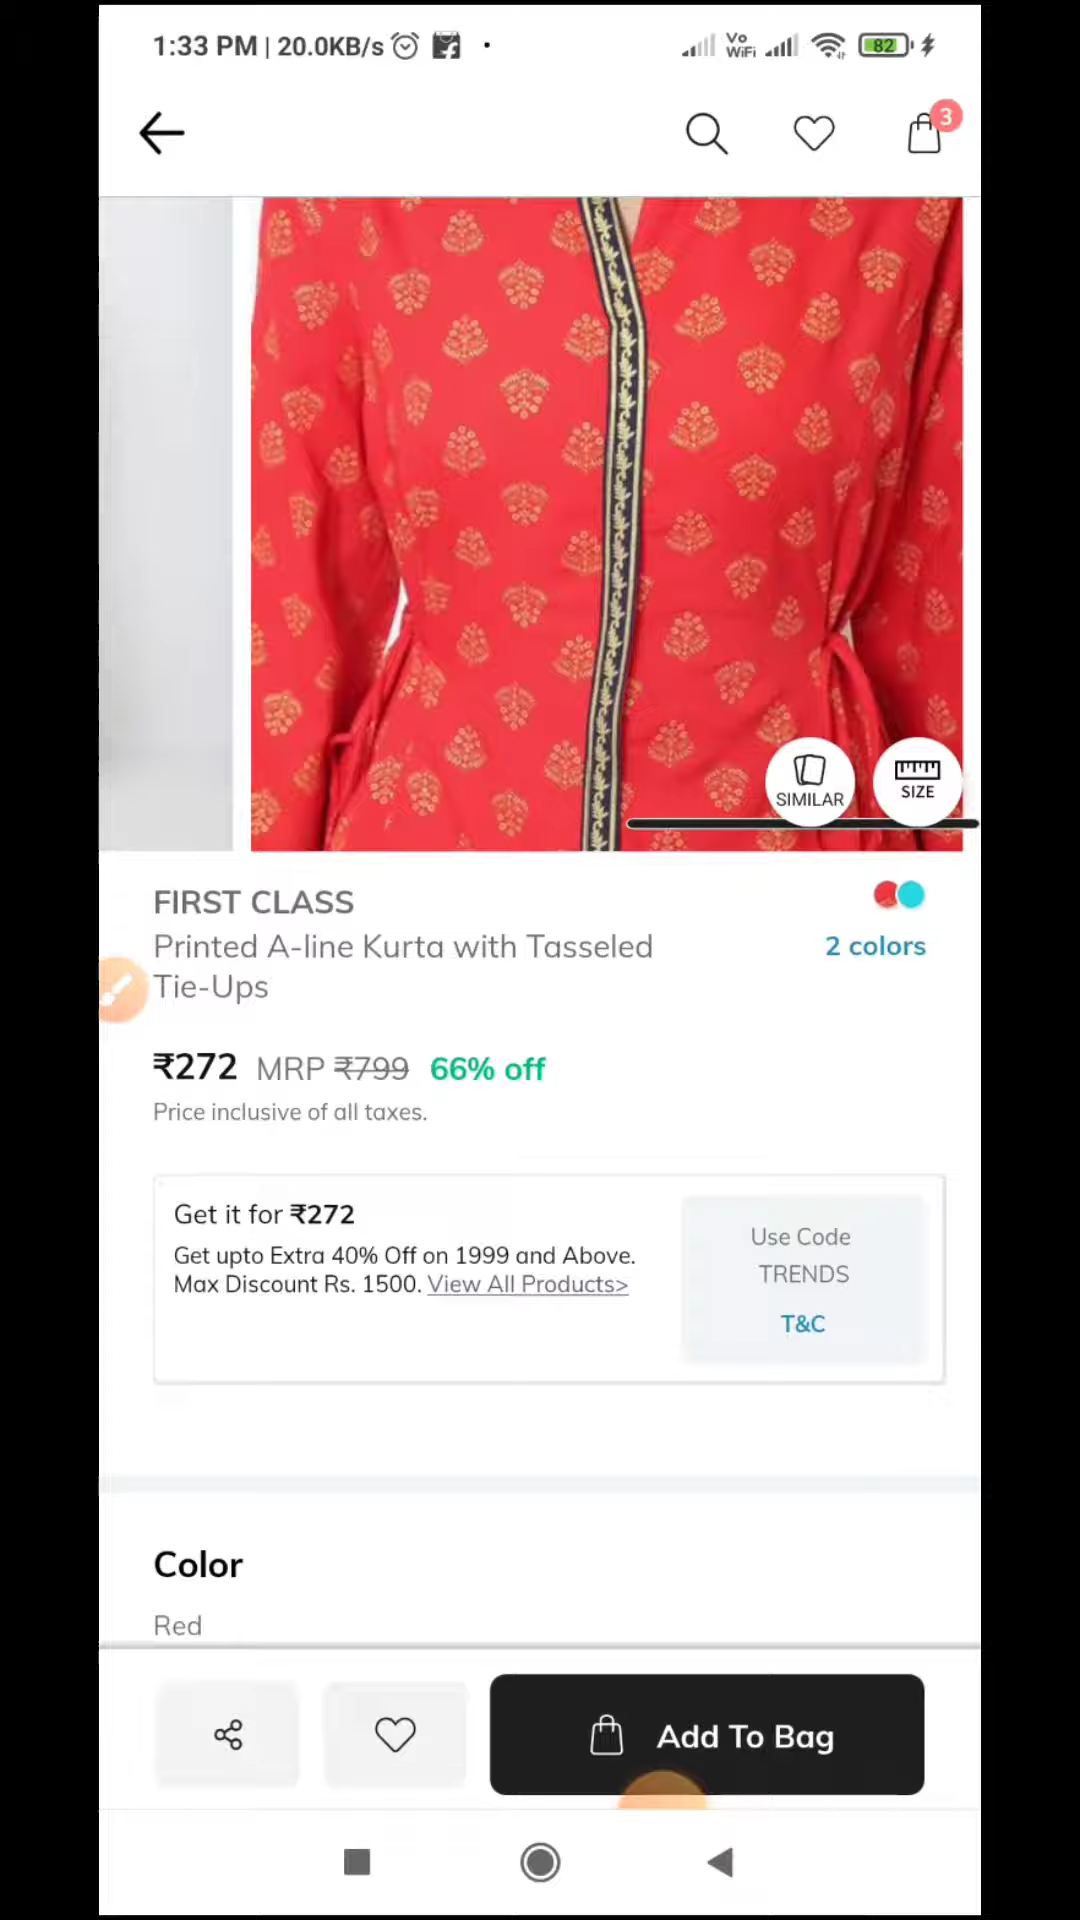 1:33 PM | 20.0KB/s
Vo
WiFi
82
3
SIMILAR
SIZE
FIRST CLASS
Printed A-line Kurta with Tasseled
Tie-Ups
2 colors
₹272 MRP ₹799 66% off
Price inclusive of all taxes.
Get it for ₹272
Get upto Extra 40% Off on 1999 and Above.
Max Discount Rs. 1500. View All Products>
Use Code
TRENDS
T&C
Color
Red
Add To Bag